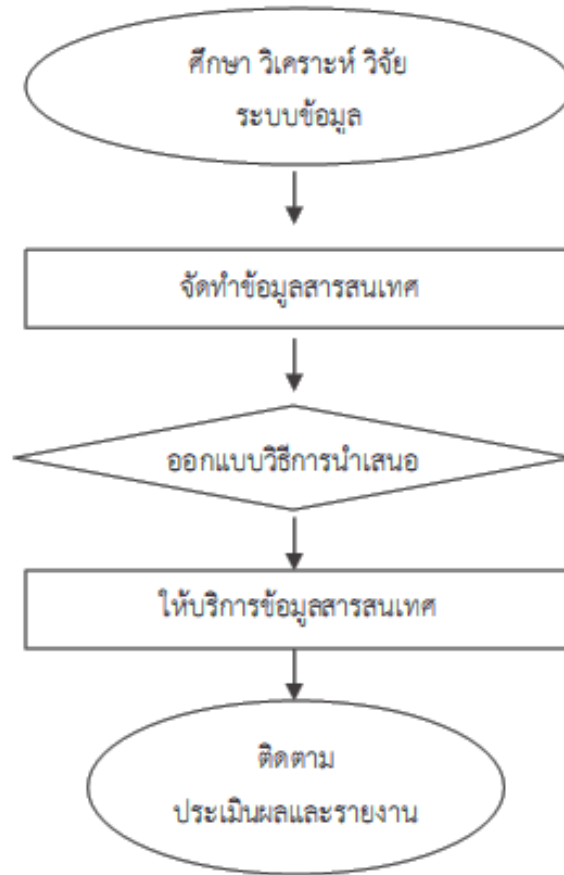 ศึกษา วิเคราะห์ วิจัย
ระบบข้อมูล
จัดทำข้อมูลสารสนเทศ
ออกแบบวิธีการนำเสนอ
ให้บริการข้อมูลสารสนเทศ
ติดตาม
ประเมินผลและรายงาน